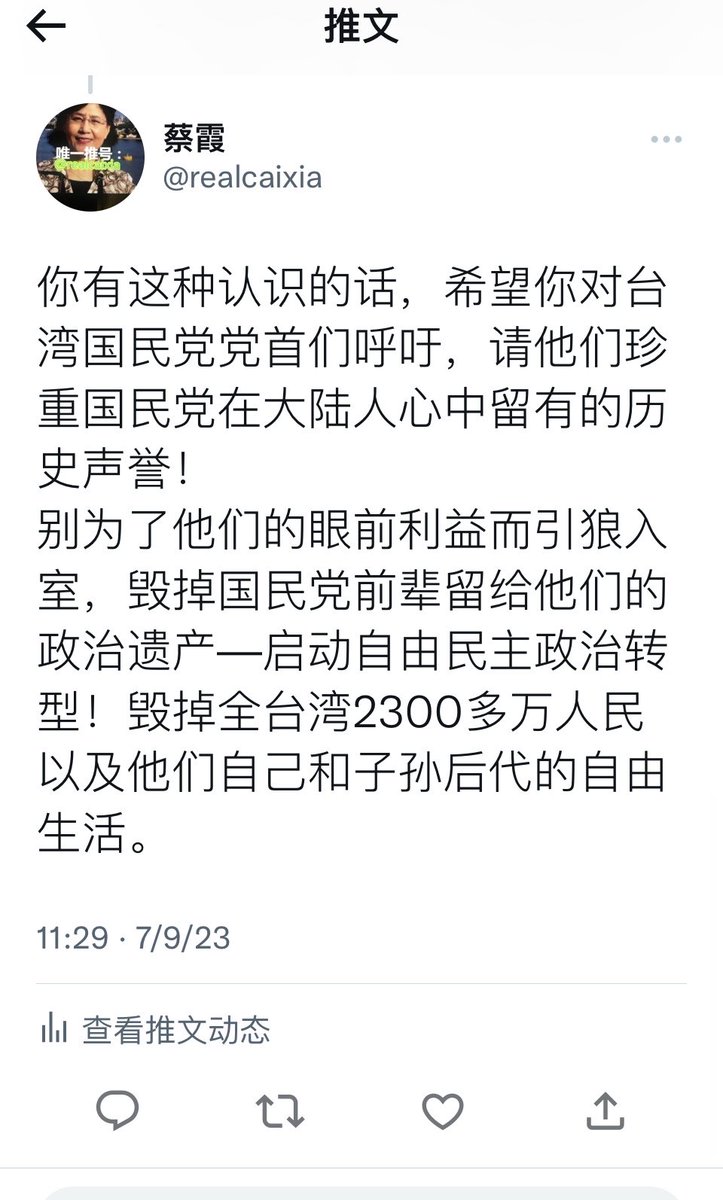 推文
蔡霞
唯一推号：
@realcaixia
@realcaixia
你有这种认识的话，希望你对台
湾国民党党首们呼吁，请他们珍
重国民党在大陆人心中留有的历
史声誉！
别为了他们的眼前利益而引狼入
室，毁掉国民党前辈留给他们的
政治遗产—启动自由民主政治转
型！毁掉全台湾2300多万人民
以及他们自己和子孙后代的自由
生活。
11:29 · 7/9/23
查看推文动态